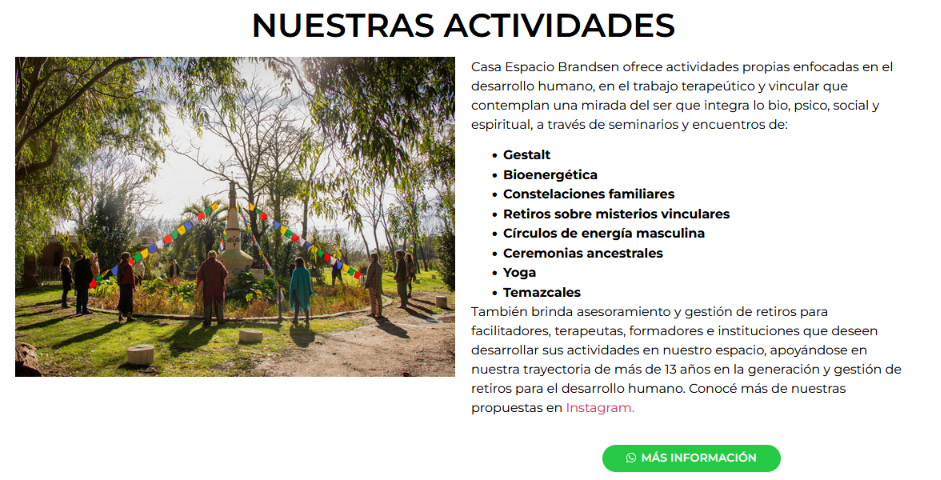 NUESTRAS ACTIVIDADES
Casa Espacio Brandsen ofrece actividades propias enfocadas en el
desarrollo humano, en el trabajo terapeútico y vincular que
contemplan una mirada del ser que integra lo bio, psico, social y
espiritual, a través de seminarios y encuentros de:
• Gestalt
• Bioenergética
• Constelaciones familiares
• Retiros sobre misterios vinculares
• Círculos de energía masculina
• Ceremonias ancestrales
• Yoga
• Temazcales
También brinda asesoramiento y gestión de retiros para
facilitadores, terapeutas, formadores e instituciones que deseen
desarrollar sus actividades en nuestro espacio, apoyándose en
nuestra trayectoria de más de 13 años en la generación y gestión de
retiros para el desarrollo humano. Conocé más de nuestras
propuestas en Instagram.
MÁS INFORMACIÓN